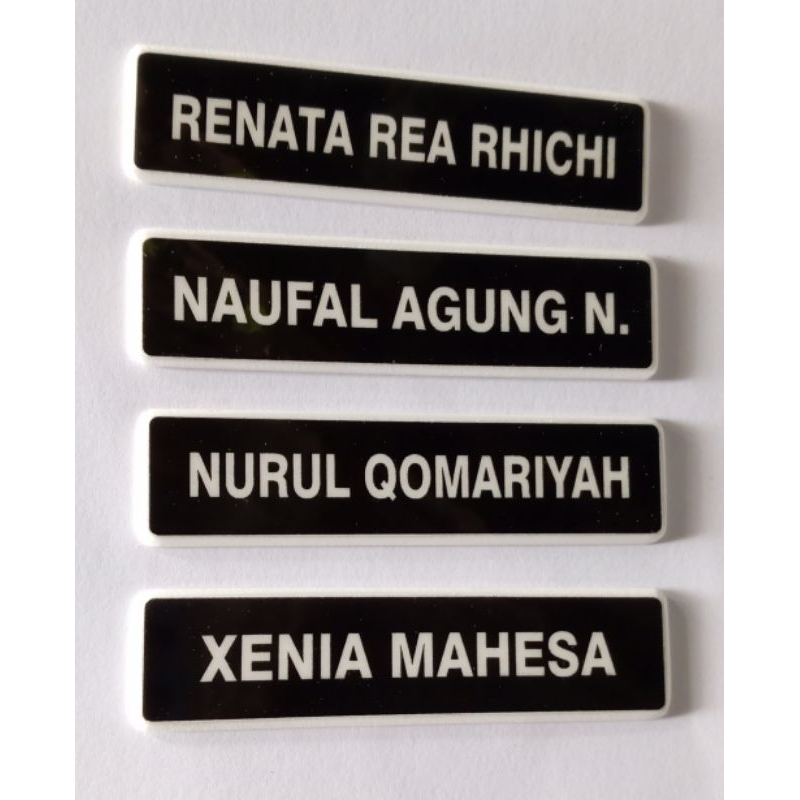 RENATA REA RHICHI
NAUFAL AGUNG N.
NURUL QOMARIYAH
XENIA MAHESA